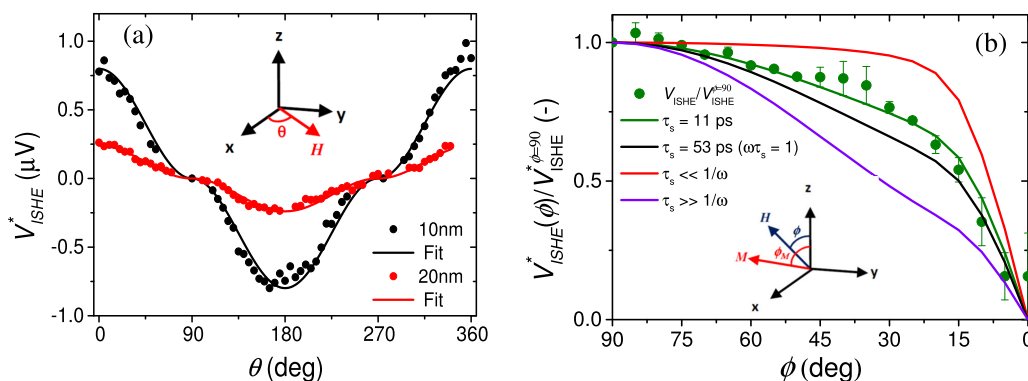 (a)
V*ISHE (μV)
1.0
0.5
0.0
-0.5
-1.0
0 90 180 270 360
θ (deg)
z
y
x
θ
H
10nm
Fit
20nm
Fit
(b)
V*ISHE(ϕ)/V*ϕ=90ISHE (-)
1.0
0.5
0.0
90 75 60 45 30 15 0
ϕ (deg)
VISHE/Vϕ=90ISHE
τs = 11 ps
τs = 53 ps (ωτs = 1)
τs << 1/ω
τs >> 1/ω
z
H
ϕ
ϕM
M
y
x